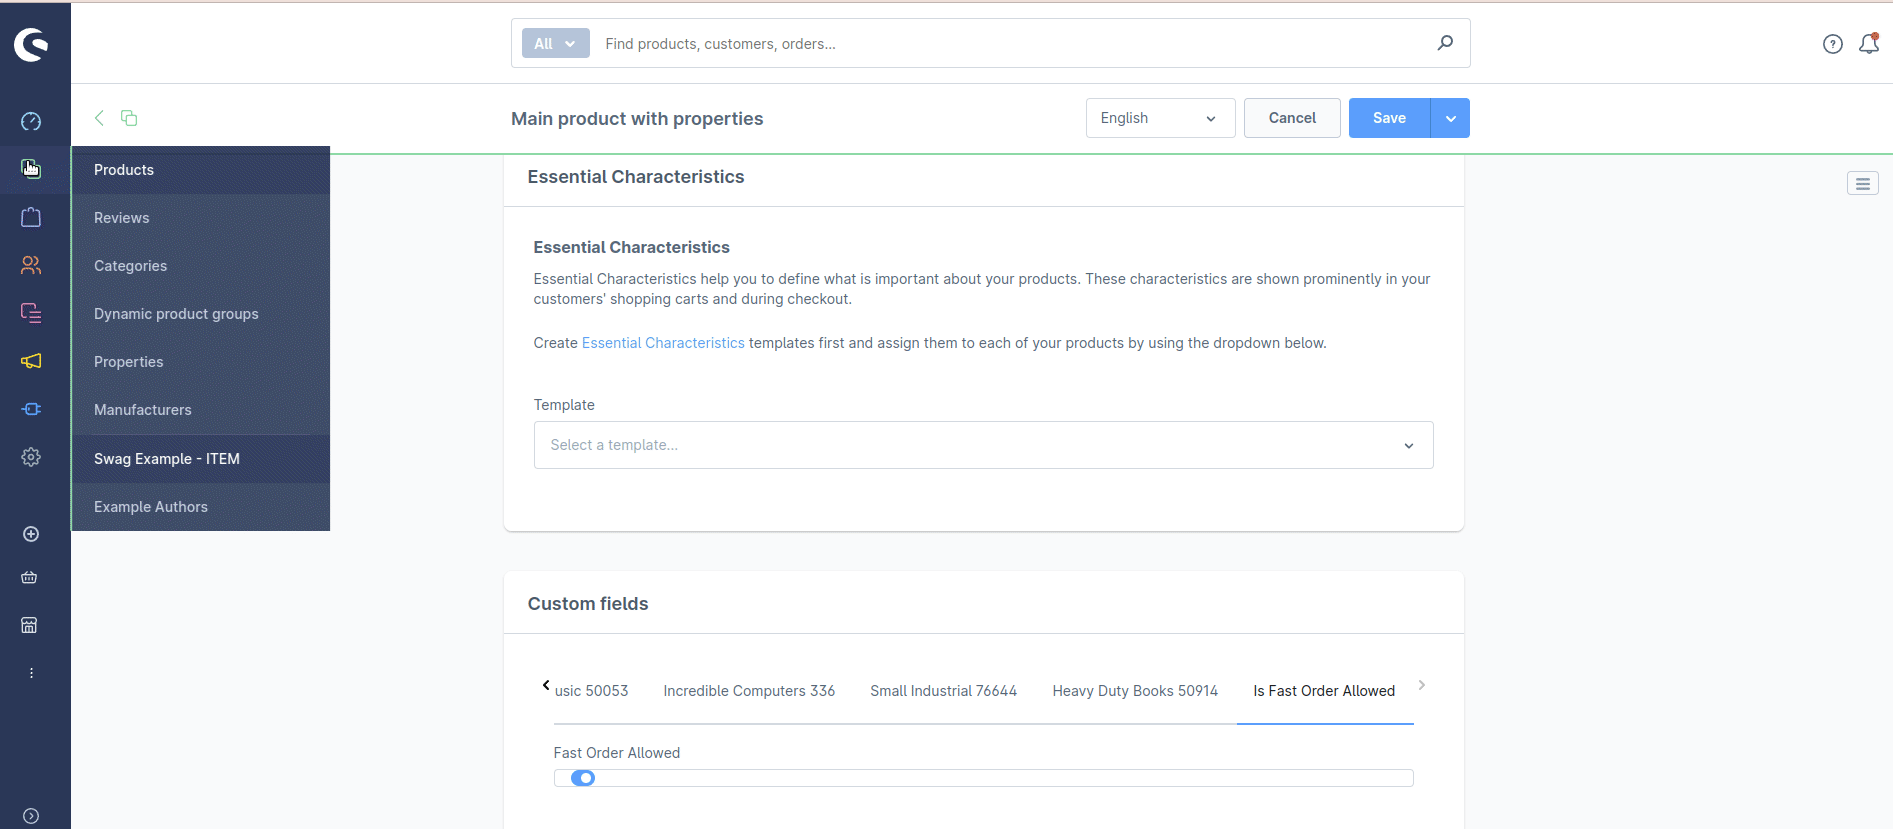 All
Find products, customers, orders...
Main product with properties
English
Cancel
Save
Products
Reviews
Categories
Dynamic product groups
Properties
Manufacturers
Swag Example - ITEM
Example Authors
Essential Characteristics
Essential Characteristics
Essential Characteristics help you to define what is important about your products. These characteristics are shown prominently in your
customers' shopping carts and during checkout.
Create Essential Characteristics templates first and assign them to each of your products by using the dropdown below.
Template
Select a template...
Custom fields
usic 50053 Incredible Computers 336 Small Industrial 76644 Heavy Duty Books 50914 Is Fast Order Allowed
Fast Order Allowed